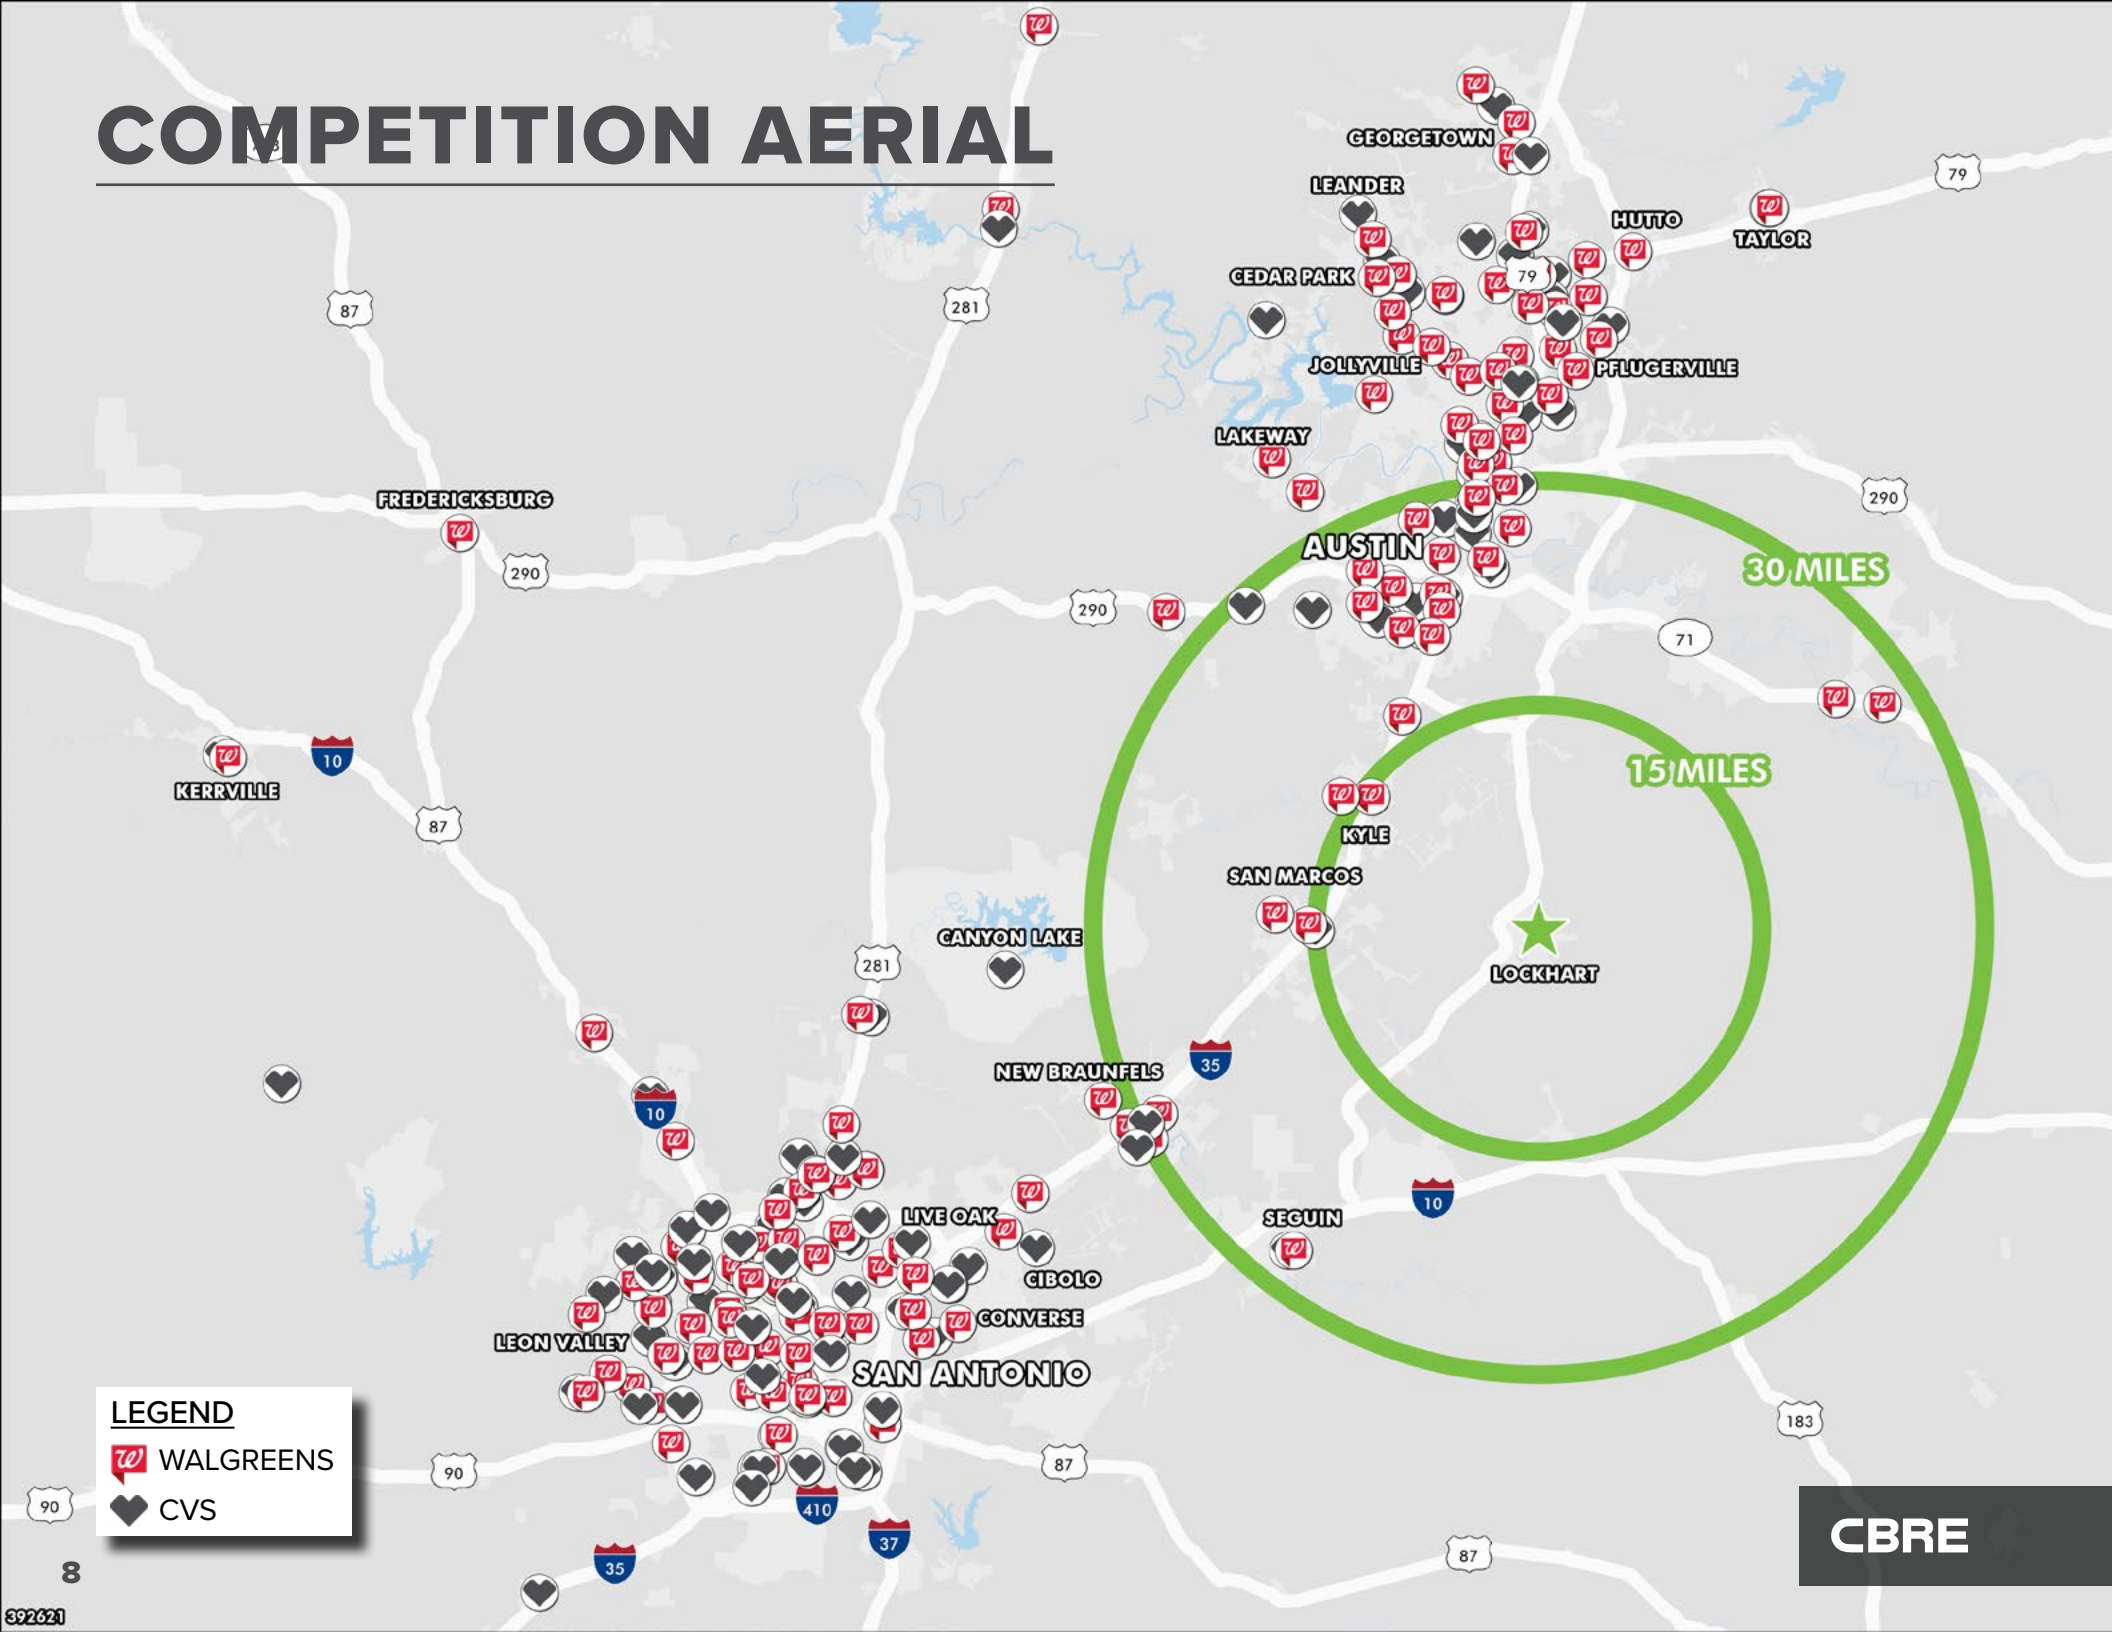 COMPETITION AERIAL
GEORGETOWN
LEANDER
79
HUTTO
TAYLOR
CEDAR PARK
79
87
281
JOLLYVILLE
PFLUGERVILLE
LAKEWAY
FREDERICKSBURG
290
AUSTIN
290
30 MILES
290
71
10
15 MILES
KERRVILLE
87
KYLE
SAN MARCOS
CANYON LAKE
281
LOCKHART
NEW BRAUNFELS
35
10
10
LIVE OAK
SEGUIN
CIBOLO
CONVERSE
LEON VALLEY
SAN ANTONIO
LEGEND
WALGREENS
CVS
183
87
90
90
410
37
CBRE
87
35
8
392621